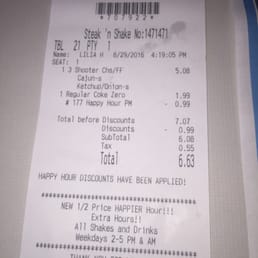 *707922*
Steak 'n Shake No:1471471
TBL 21 PTY 1
Name: LILIA H 6/29/2016 4:19:05 PM
SEAT: 1
1 3 Shooter Chs/FF 5.08
Cajun-s
Ketchup/Onion-s
1 Regular Coke Zero 1.99
# 177 Happy Hour PM - 0.99
Total before Discounts 7.07
Discounts - 0.99
SubTotal 6.08
Tax 0.55
Total 6.63
HAPPY HOUR DISCOUNTS HAVE BEEN APPLIED!
NEW 1/2 Price HAPPIER Hour!!!
Extra Hours!!
All Shakes and Drinks
Weekdays 2-5 PM & AM